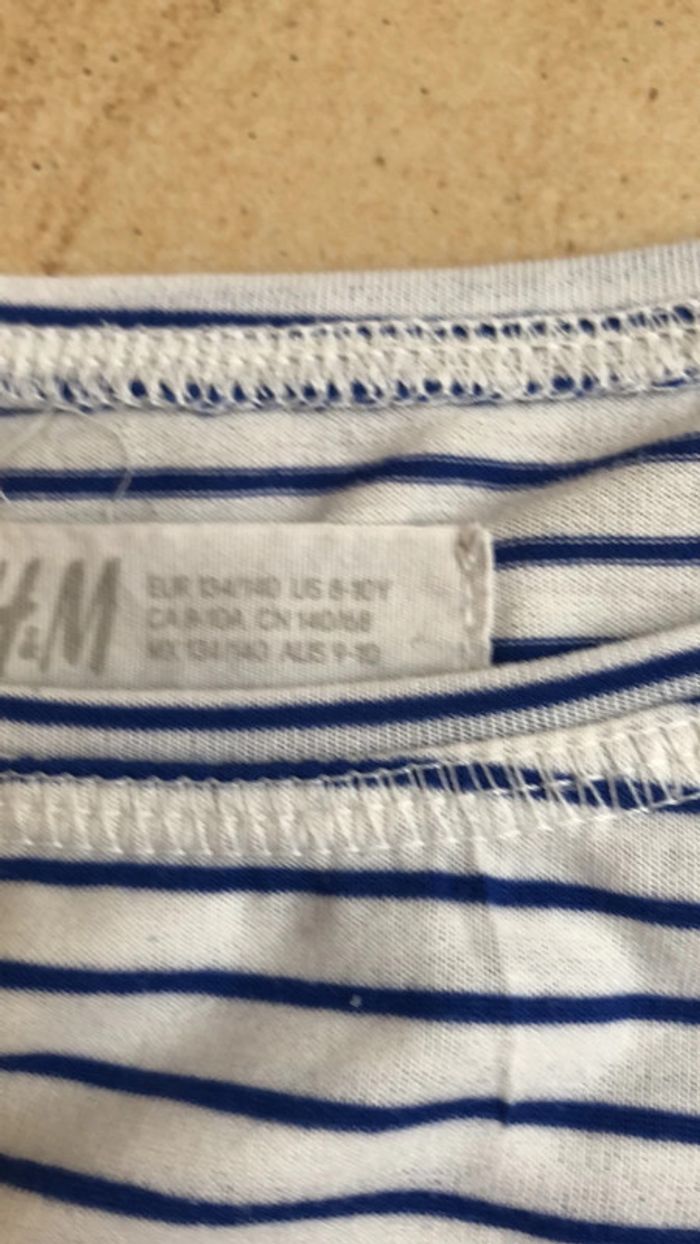 H&M
EUR 134/140 US 8-10Y
CA 8-10A CN 140/68
MX 134/140 AUS 9-10